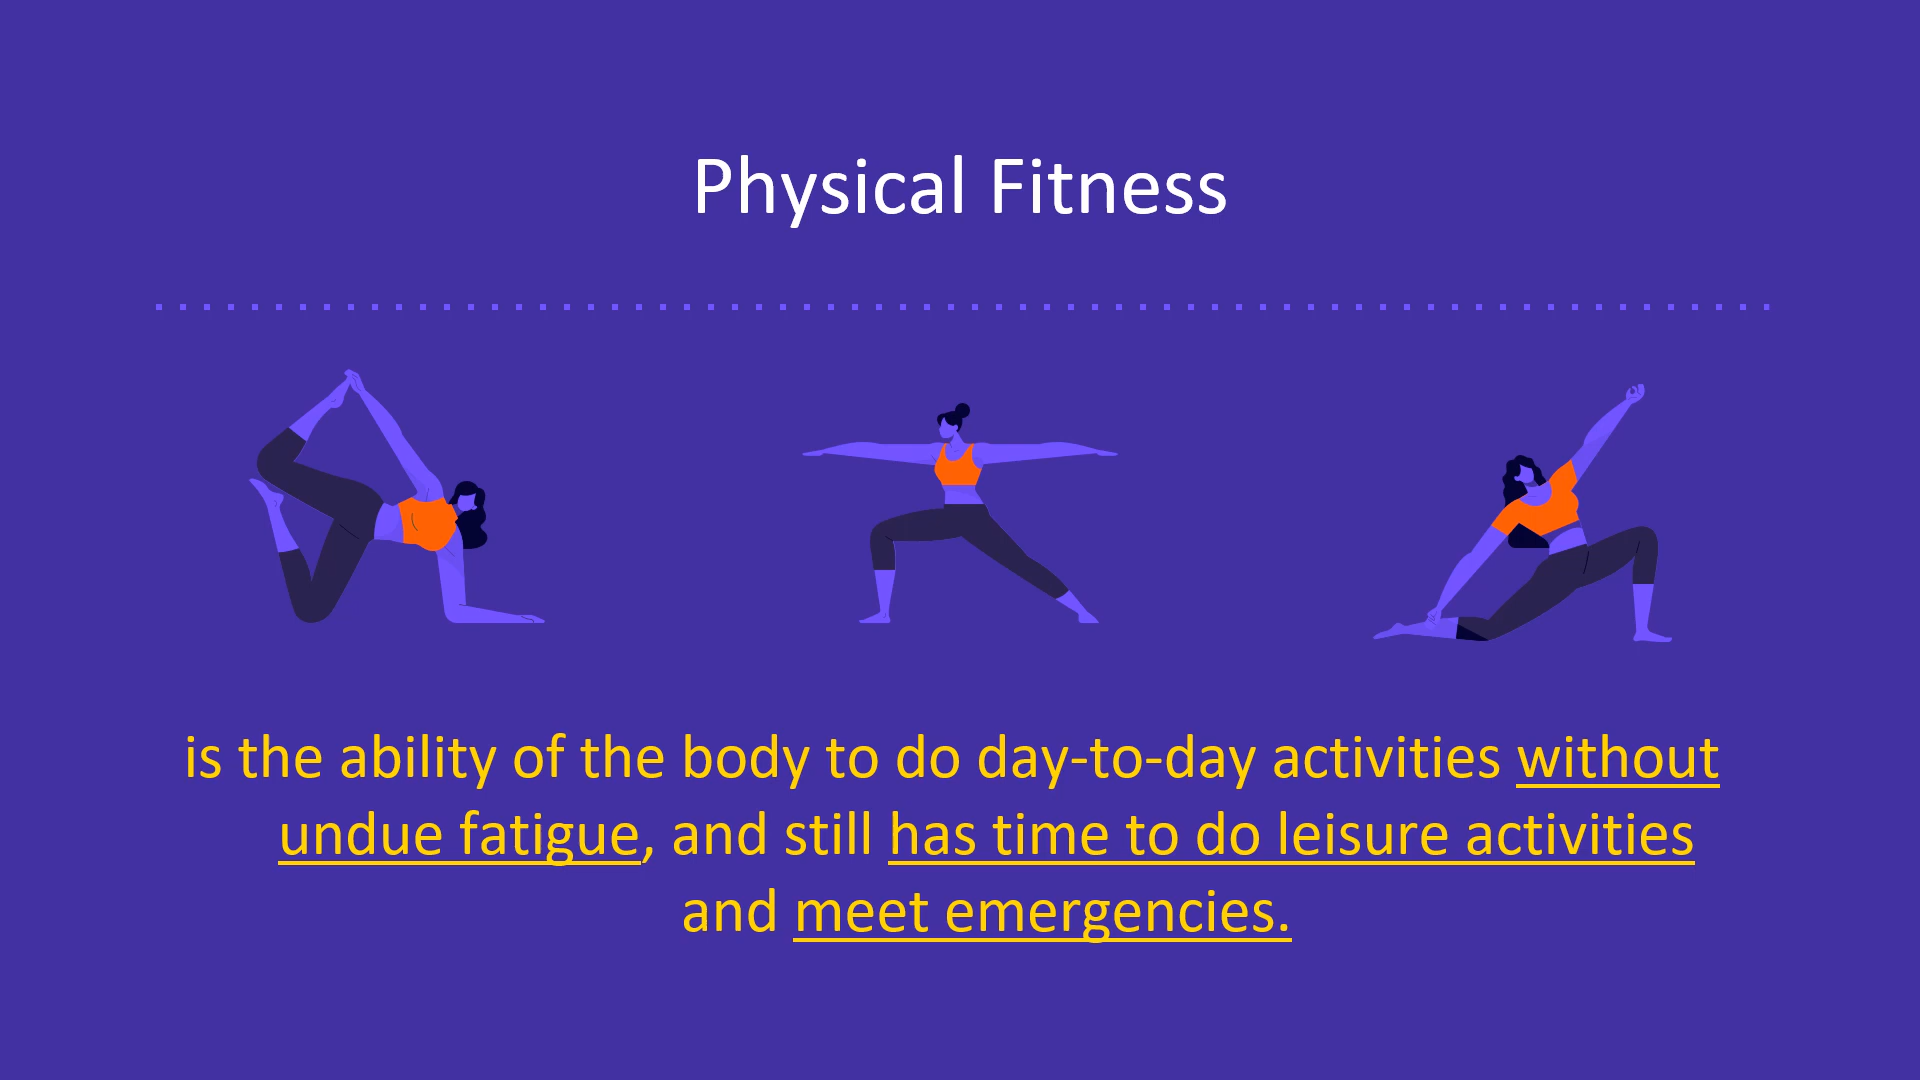 Physical Fitness
is the ability of the body to do day-to-day activities without
undue fatigue, and still has time to do leisure activities
and meet emergencies.